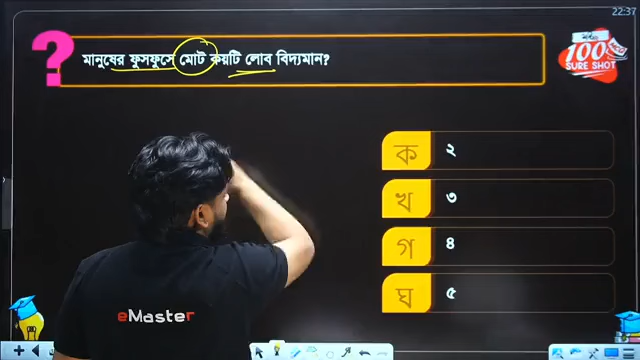 22:37
?
মানুষের ফুসফুসে মোট কয়টি লোব বিদ্যমান?
100
SURE SHOT
ক ২
খ ৩
গ ৪
ঘ ৫
eMaster